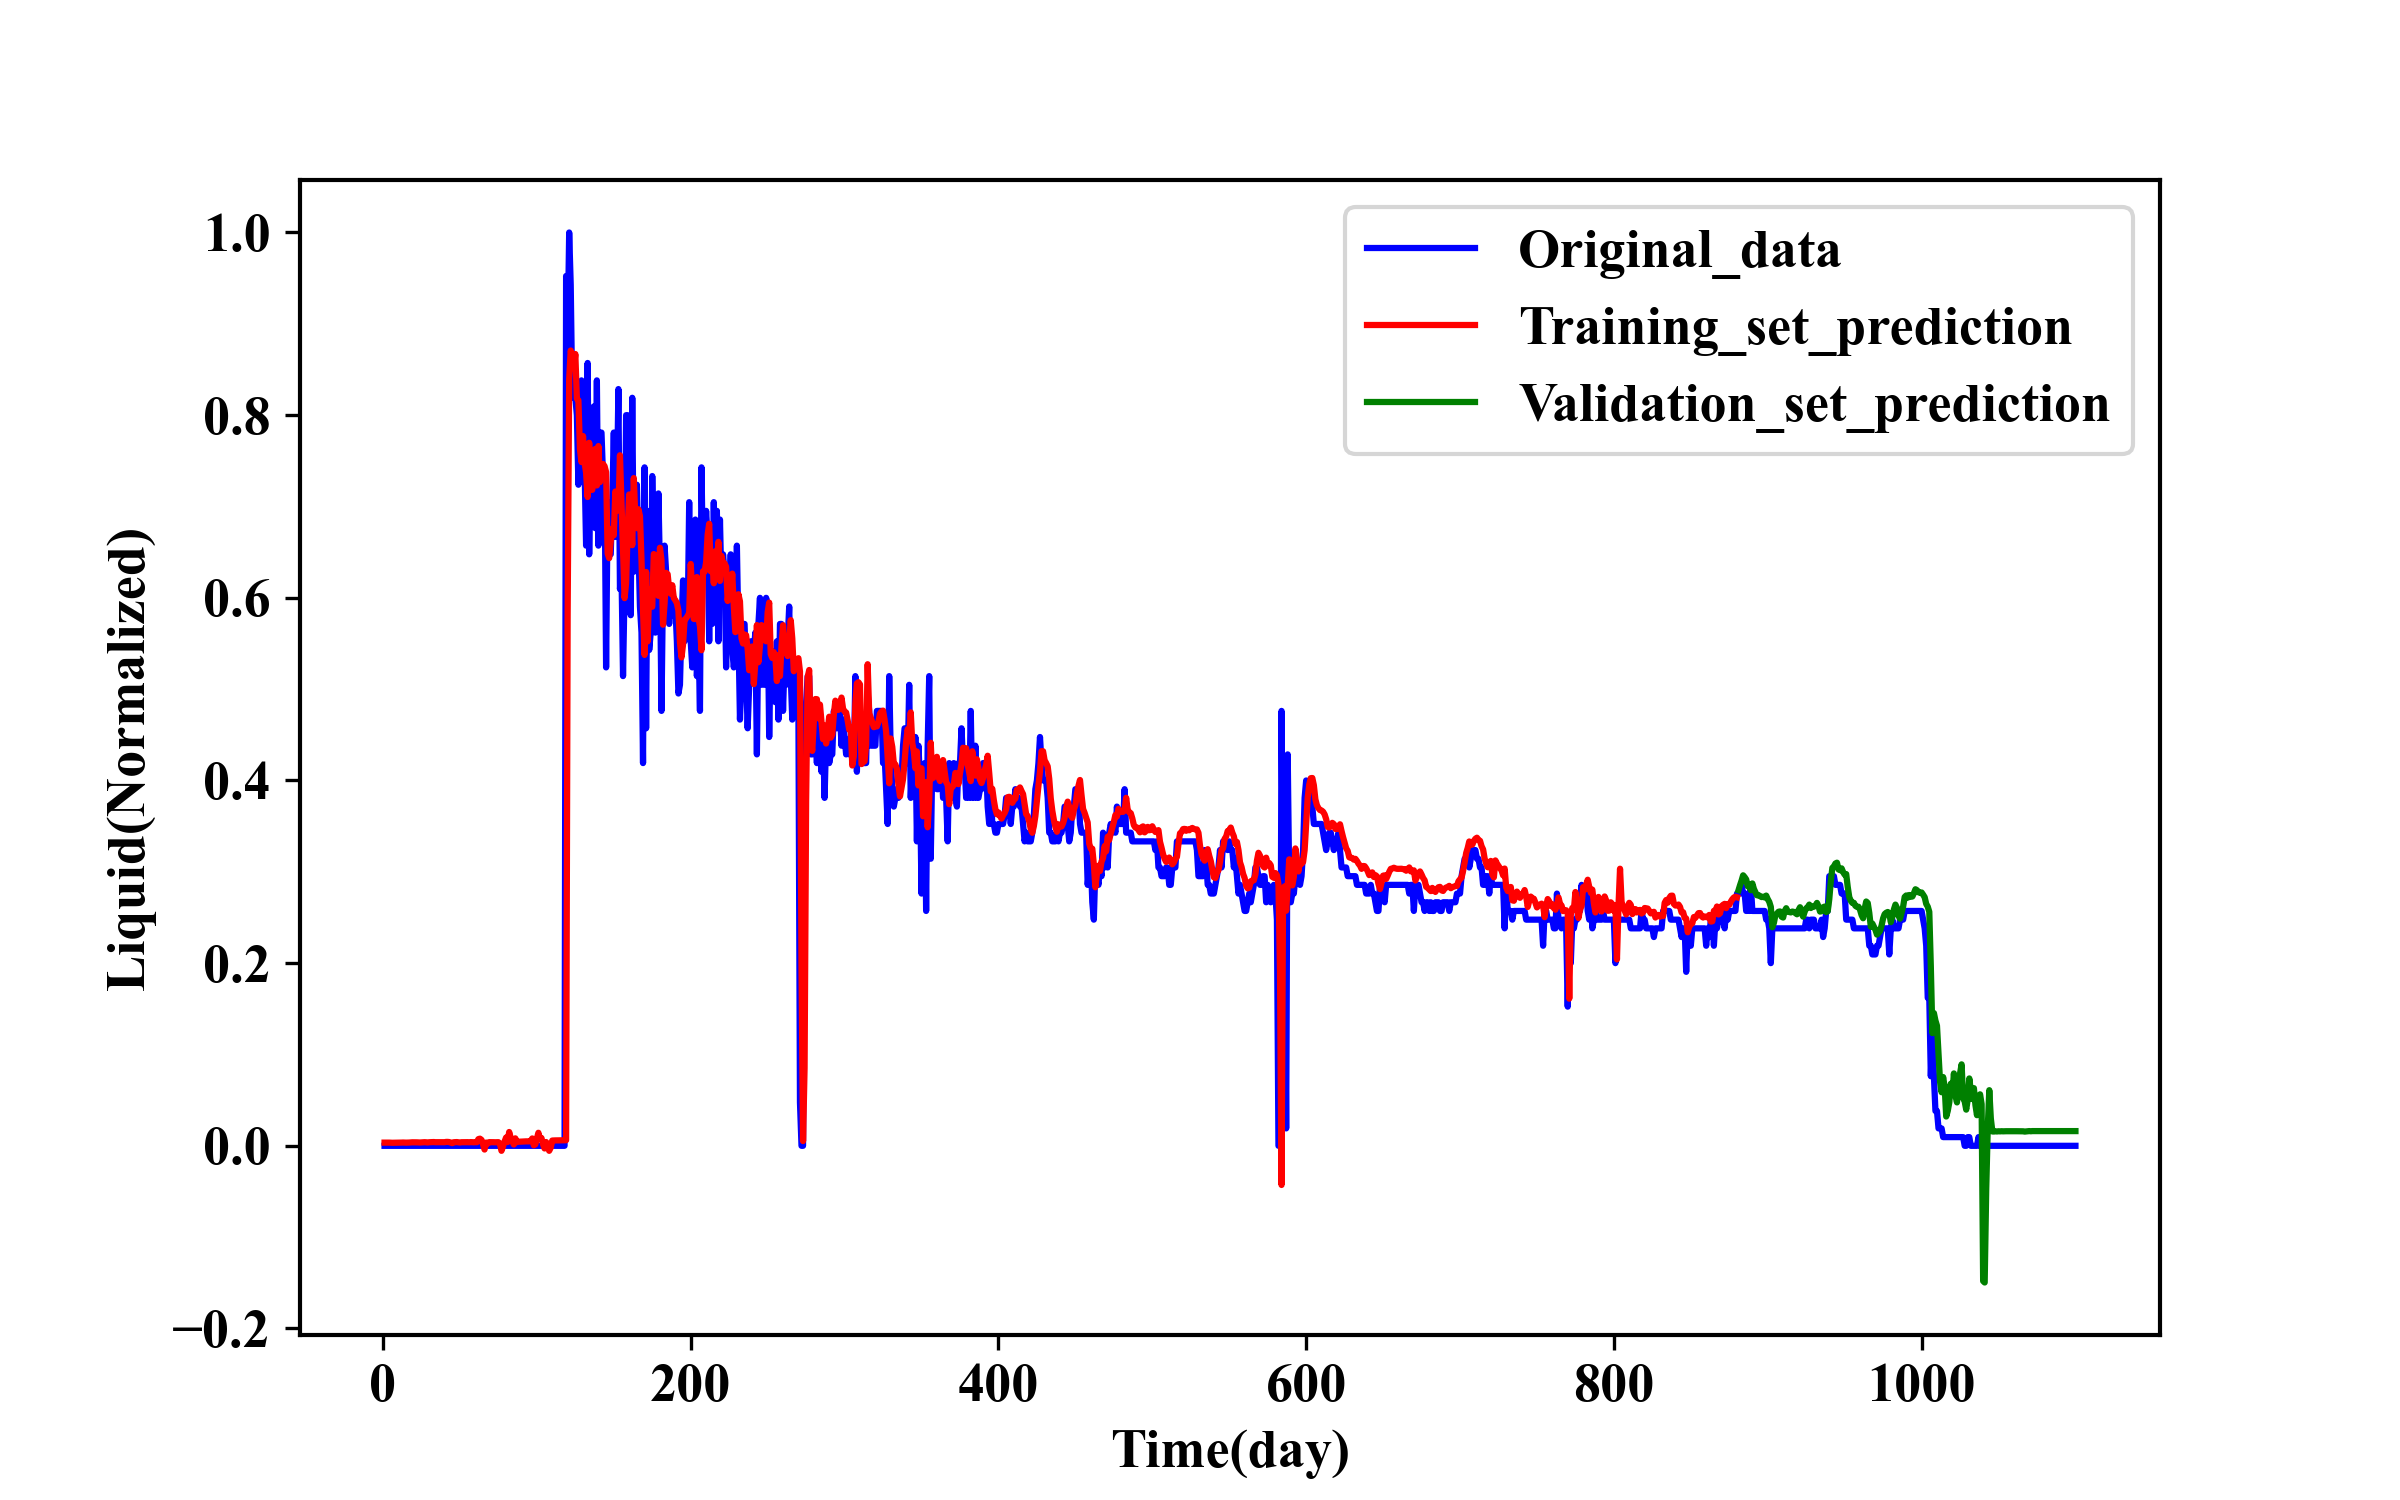 Original_data
Training_set_prediction
Validation_set_prediction
1.0
0.8
0.6
0.4
0.2
0.0
−0.2
Liquid(Normalized)
0 200 400 600 800 1000
Time(day)